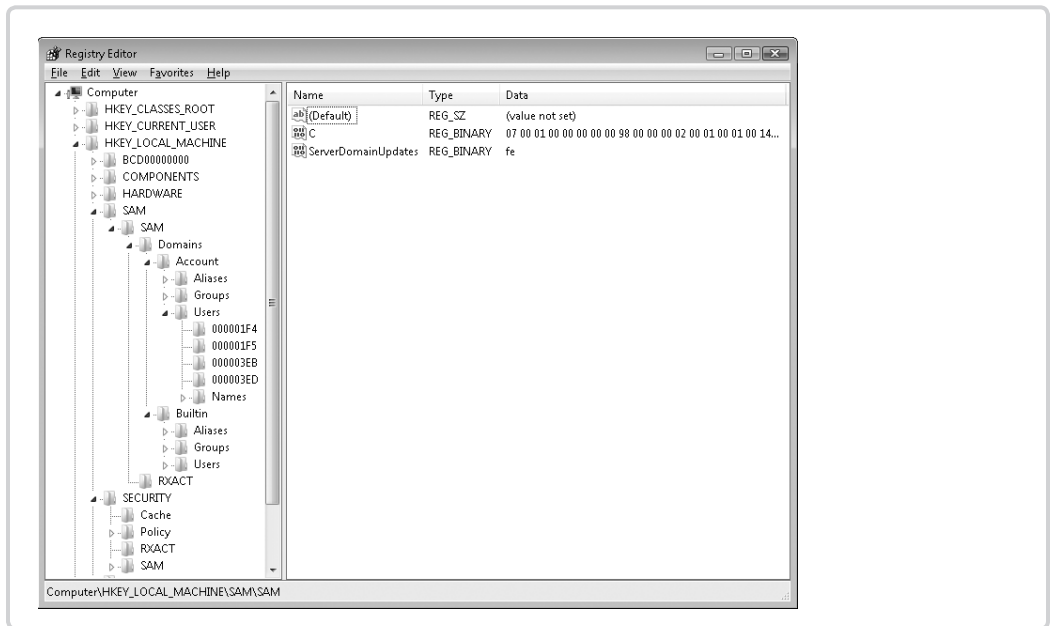 Registry Editor
File Edit View Favorites Help
Computer
HKEY_CLASSES_ROOT
HKEY_CURRENT_USER
HKEY_LOCAL_MACHINE
BCD00000000
COMPONENTS
HARDWARE
SAM
SAM
Domains
Account
Aliases
Groups
Users
000001F4
000001F5
000003EB
000003ED
Names
Builtin
Aliases
Groups
Users
RXACT
SECURITY
Cache
Policy
RXACT
SAM
Name Type Data
(Default) REG_SZ (value not set)
C REG_BINARY 07 00 01 00 00 00 00 00 98 00 00 00 02 00 01 00 01 00 14...
ServerDomainUpdates REG_BINARY fe
Computer\HKEY_LOCAL_MACHINE\SAM\SAM